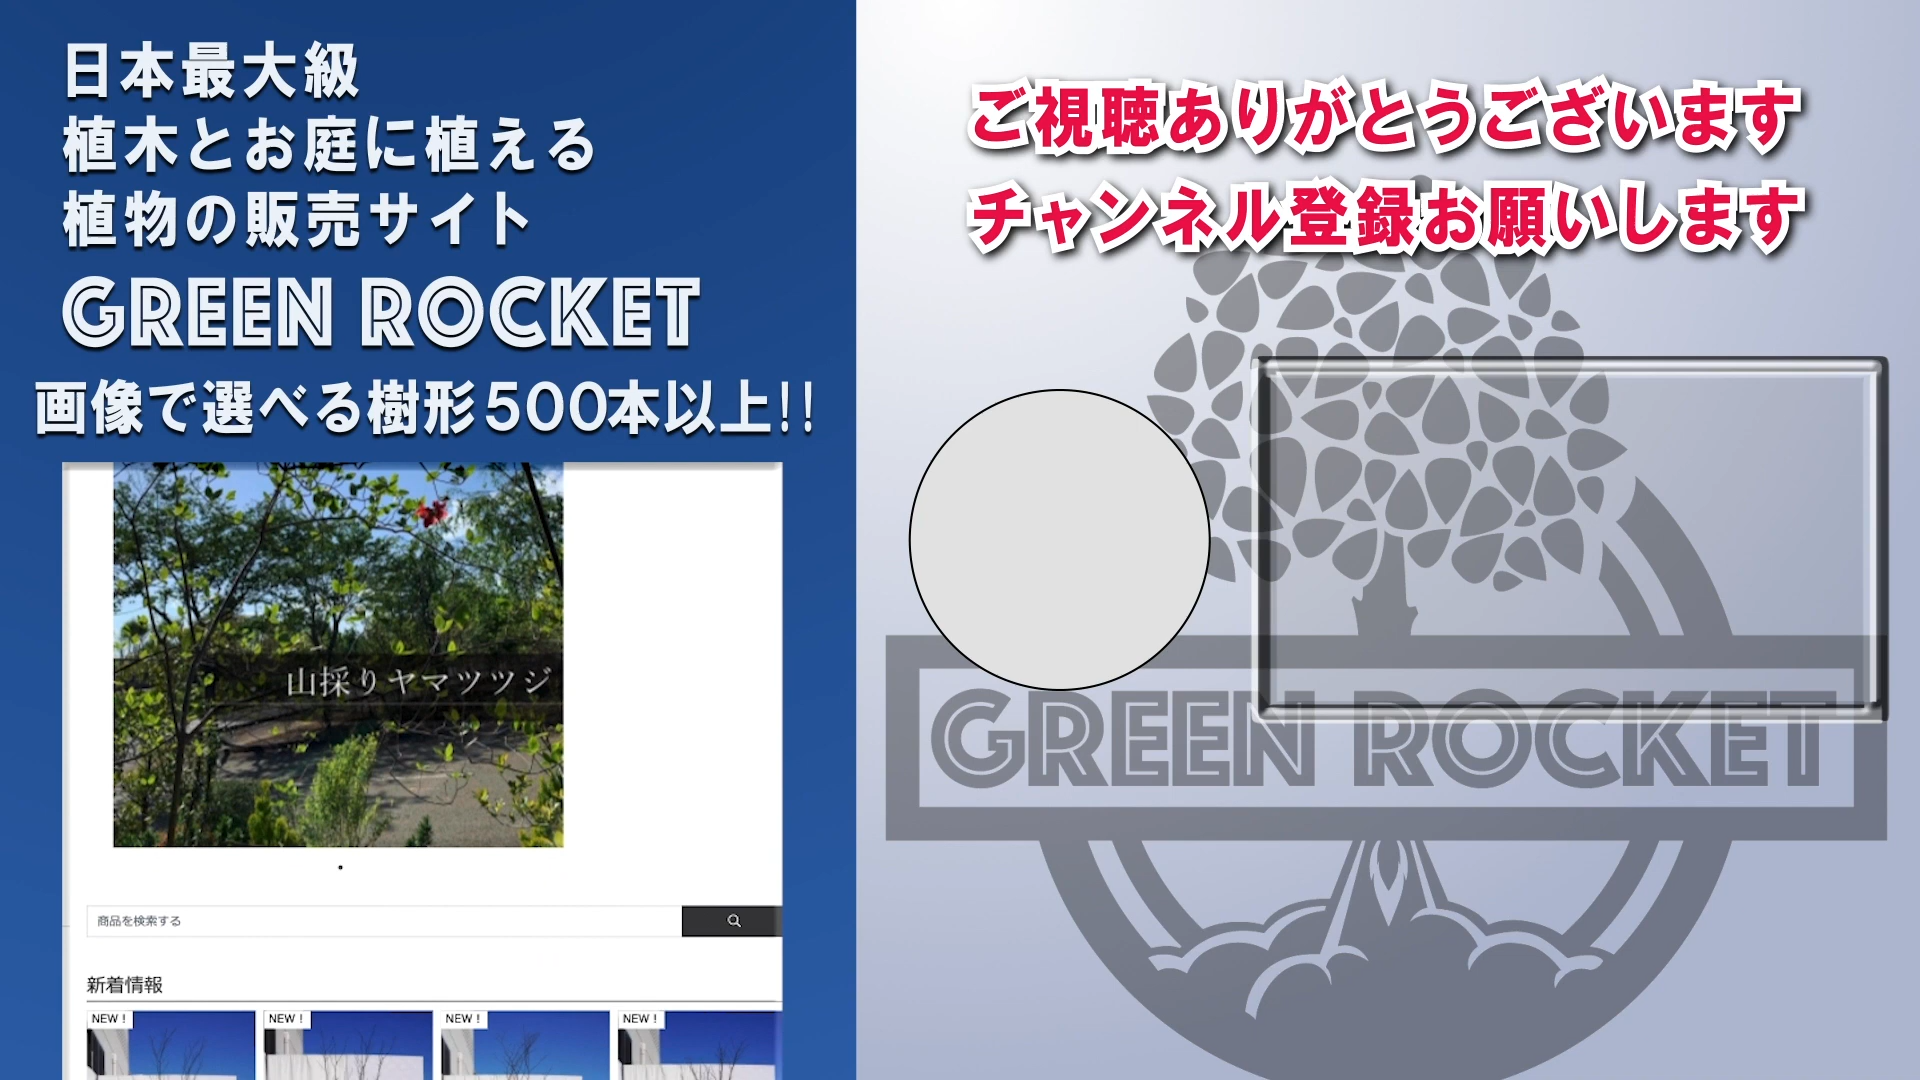 日本最大級
植木とお庭に植える
植物の販売サイト
GREEN ROCKET
画像で選べる樹形500本以上!!
山採りヤマツツジ
商品を検索する
新着情報
NEW！
NEW！
NEW！
NEW！
ご視聴ありがとうございます
チャンネル登録お願いします
GREEN ROCKET